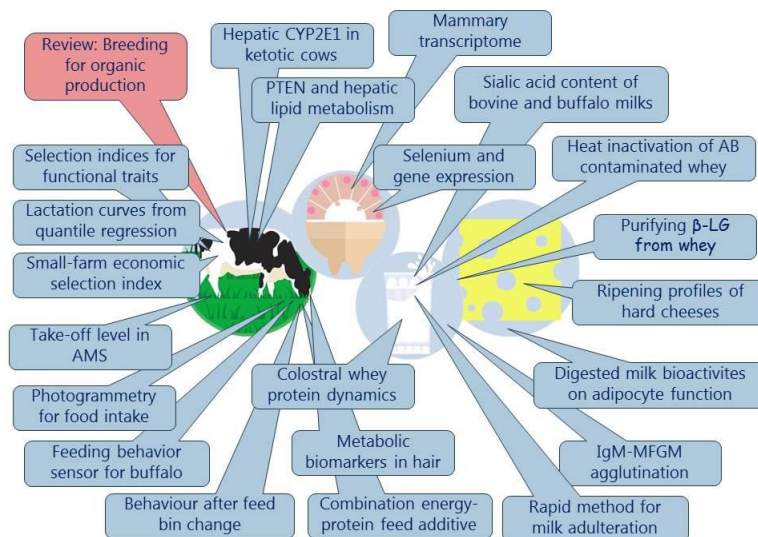 Review: Breeding
for organic
production
Hepatic CYP2E1 in
ketotic cows
Mammary
transcriptome
PTEN and hepatic
lipid metabolism
Sialic acid content of
bovine and buffalo milks
Selection indices for
functional traits
Selenium and
gene expression
Heat inactivation of AB
contaminated whey
Lactation curves from
quantile regression
Purifying β-LG
from whey
Small-farm economic
selection index
Ripening profiles of
hard cheeses
Take-off level in
AMS
Colostral whey
protein dynamics
Digested milk bioactivites
on adipocyte function
Photogrammetry
for food intake
Metabolic
biomarkers in hair
IgM-MFGM
agglutination
Feeding behavior
sensor for buffalo
Behaviour after feed
bin change
Combination energy-
protein feed additive
Rapid method for
milk adulteration